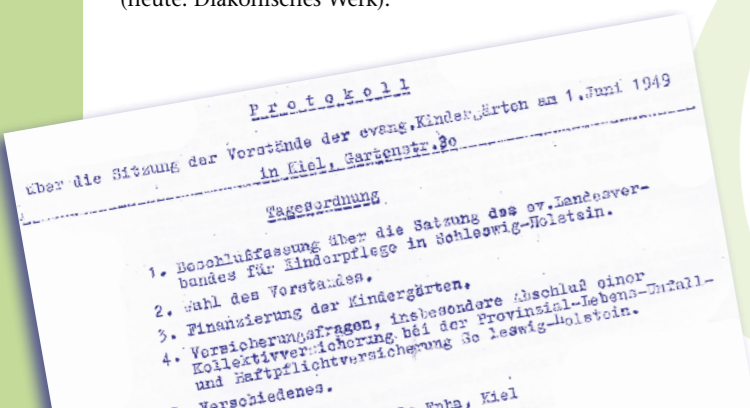 (heute: Diakonisches Werk).
Protokoll
über die Sitzung der Vorstände der evang.Kindergärten am 1.Juni 1949
in Kiel, Gartenstr.20
Tagesordnung
1. Beschlußfassung über die Satzung des ev.Landesver-
bandes für Kinderpflege in Schleswig-Holstein.
2. Wahl des Vorstandes.
3. Finanzierung der Kindergärten.
4. Versicherungsfragen, insbesondere Abschluß einer
Kollektivversicherung bei der Provinzial-Lebens-Unfall-
und Haftpflichtversicherung Schleswig-Holstein.
Verschiedenes.
Kiel